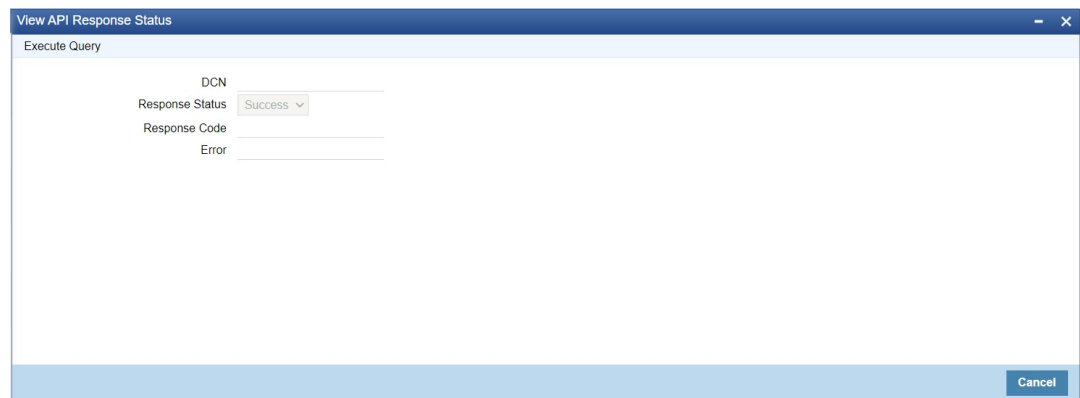 View API Response Status
Execute Query
DCN
Response Status Success
Response Code
Error
Cancel